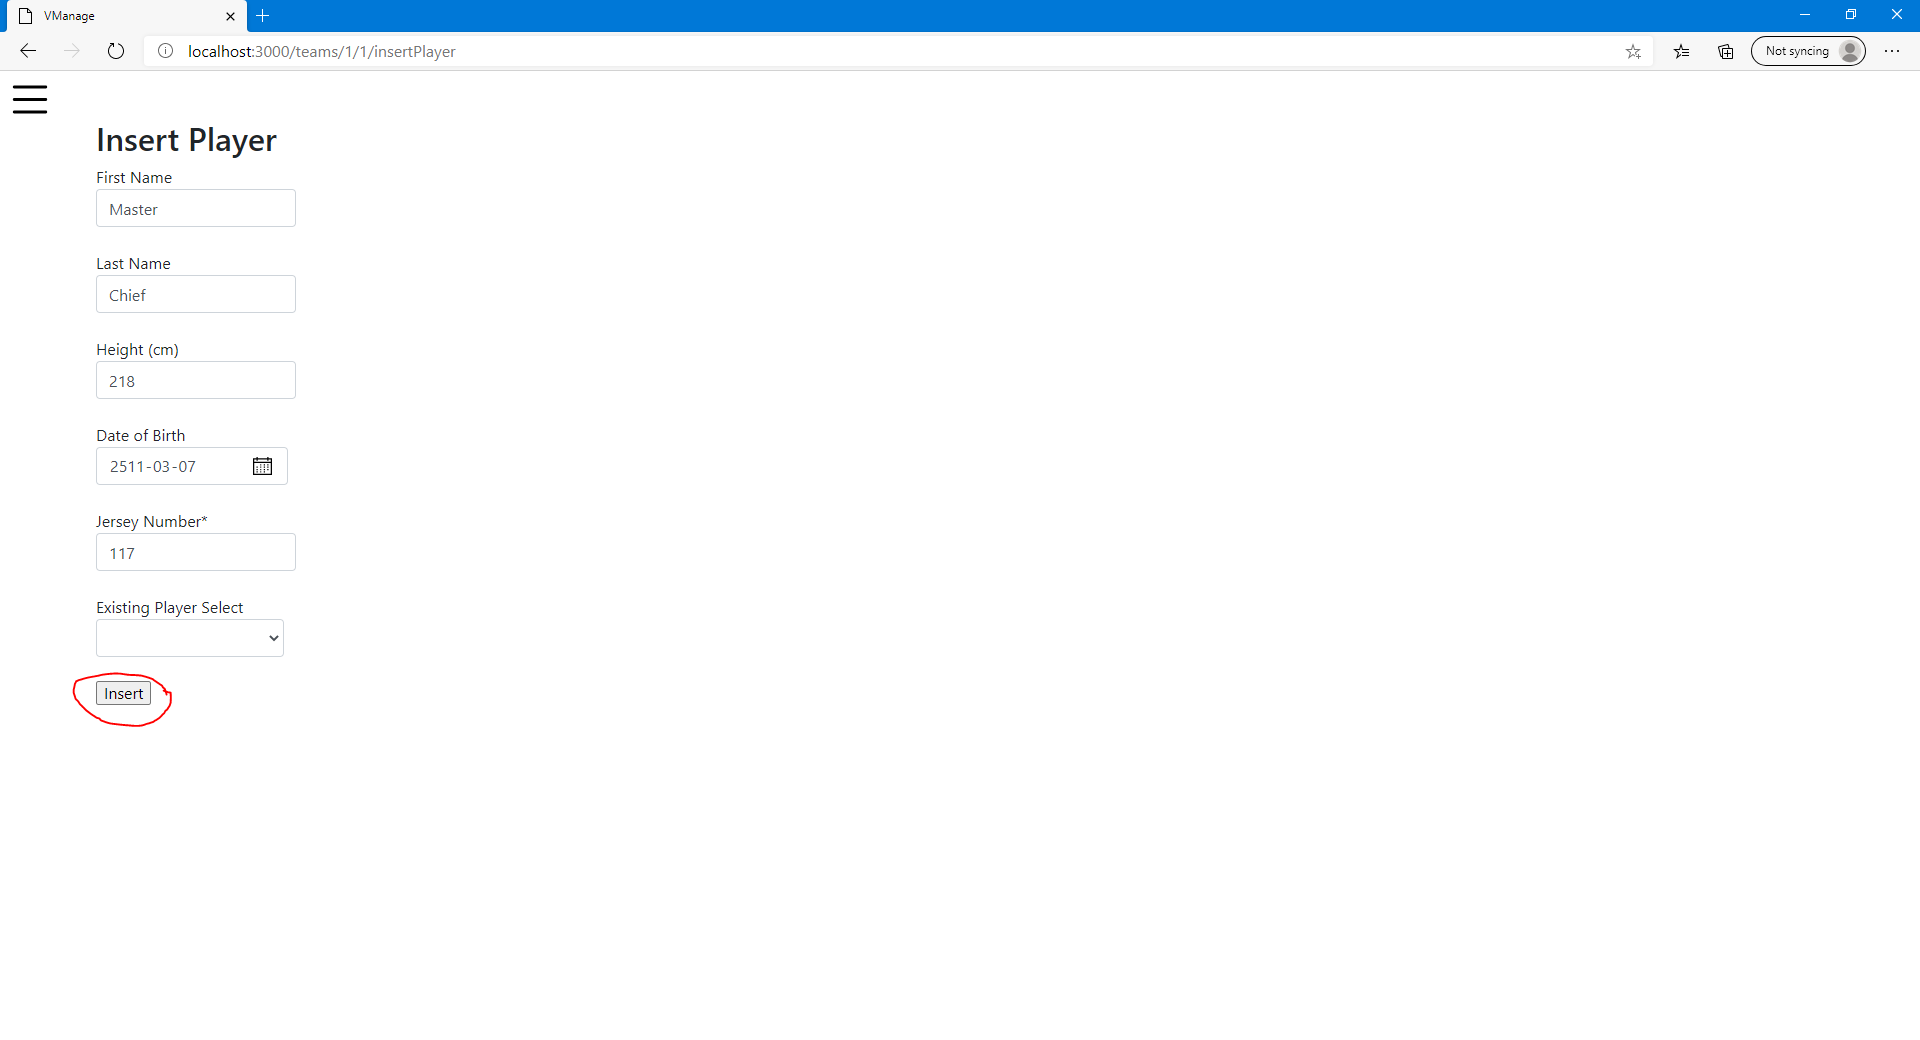 VManage
localhost:3000/teams/1/1/insertPlayer
Not syncing
Insert Player
First Name
Master
Last Name
Chief
Height (cm)
218
Date of Birth
2511-03-07
Jersey Number*
117
Existing Player Select
Insert